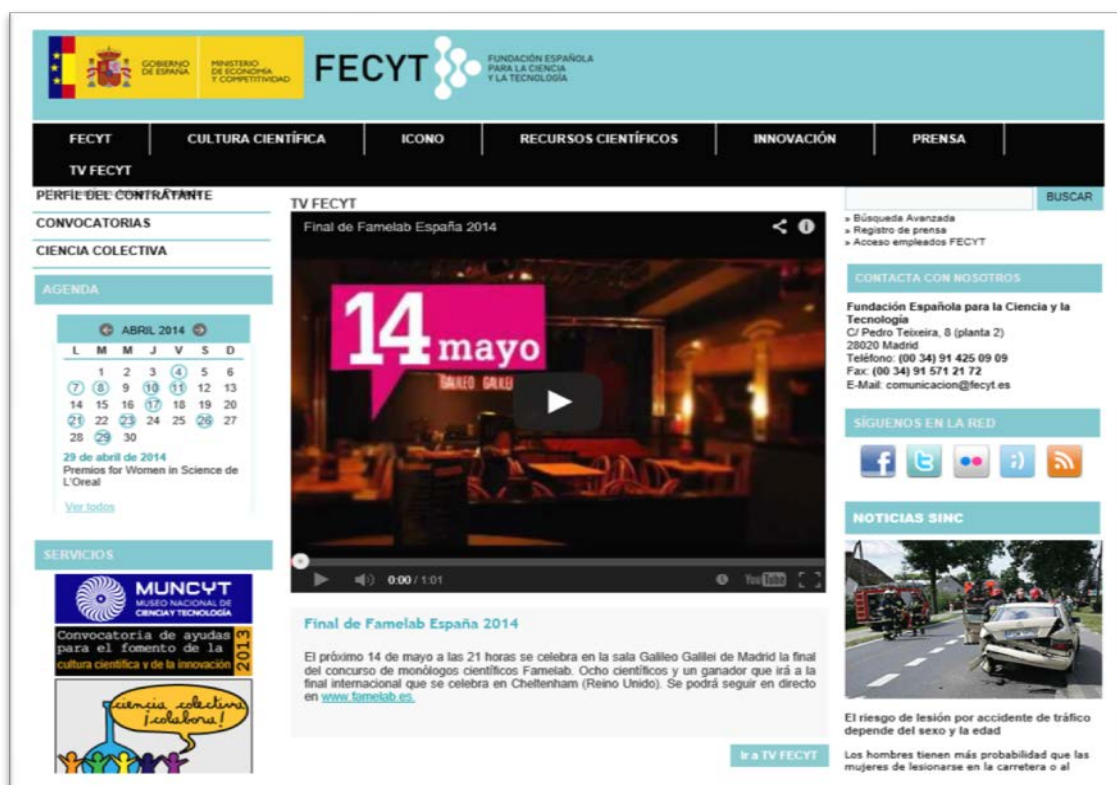 GOBIERNO
DE ESPAÑA
MINISTERIO
DE ECONOMÍA
Y COMPETITIVIDAD
FECYT
FUNDACIÓN ESPAÑOLA
PARA LA CIENCIA
Y LA TECNOLOGÍA
FECYT CULTURA CIENTÍFICA ICONO RECURSOS CIENTÍFICOS INNOVACIÓN PRENSA
TV FECYT
PERFIL DEL CONTRATANTE
CONVOCATORIAS
CIENCIA COLECTIVA
AGENDA
ABRIL 2014
L M M J V S D
1 2 3 4 5 6
7 8 9 10 11 12 13
14 15 16 17 18 19 20
21 22 23 24 25 26 27
28 29 30
29 de abril de 2014
Premios for Women in Science de
L'Oreal
Ver todos
SERVICIOS
MUNCYT
MUSEO NACIONAL DE
CIENCIA Y TECNOLOGÍA
Convocatoria de ayudas
para el fomento de la
cultura científica y de la innovación
2013
ciencia colectiva
¡colabora!
TV FECYT
Final de Famelab España 2014
14 mayo
GALILEO GALILEI
0:00 / 1:01
YouTube
Final de Famelab España 2014
El próximo 14 de mayo a las 21 horas se celebra en la sala Galileo Galilei de Madrid la final
del concurso de monólogos científicos Famelab. Ocho científicos y un ganador que irá a la
final internacional que se celebra en Cheltenham (Reino Unido). Se podrá seguir en directo
en www.famelab.es.
Ir a TV FECYT
BUSCAR
» Búsqueda Avanzada
» Registro de prensa
» Acceso empleados FECYT
CONTACTA CON NOSOTROS
Fundación Española para la Ciencia y la
Tecnología
C/ Pedro Teixeira, 8 (planta 2)
28020 Madrid
Teléfono: (00 34) 91 425 09 09
Fax: (00 34) 91 571 21 72
E-Mail: comunicacion@fecyt.es
SÍGUENOS EN LA RED
NOTICIAS SINC
El riesgo de lesión por accidente de tráfico
depende del sexo y la edad
Los hombres tienen más probabilidad que las
mujeres de lesionarse en la carretera o al